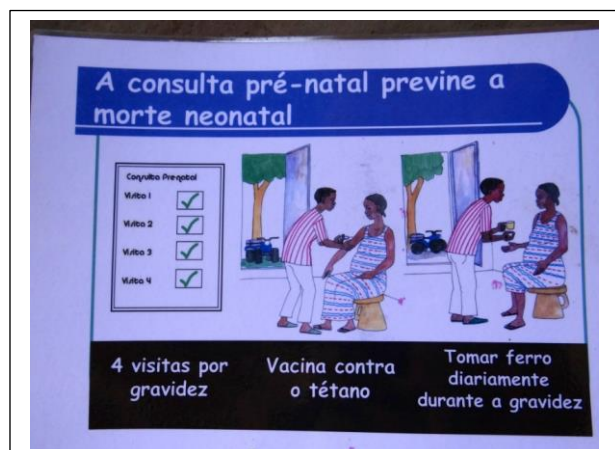 A consulta pré-natal previne a
morte neonatal
Consulta Prenatal
Visita 1
Visita 2
Visita 3
Visita 4
4 visitas por
gravidez
Vacina contra
o tétano
Tomar ferro
diariamente
durante a gravidez